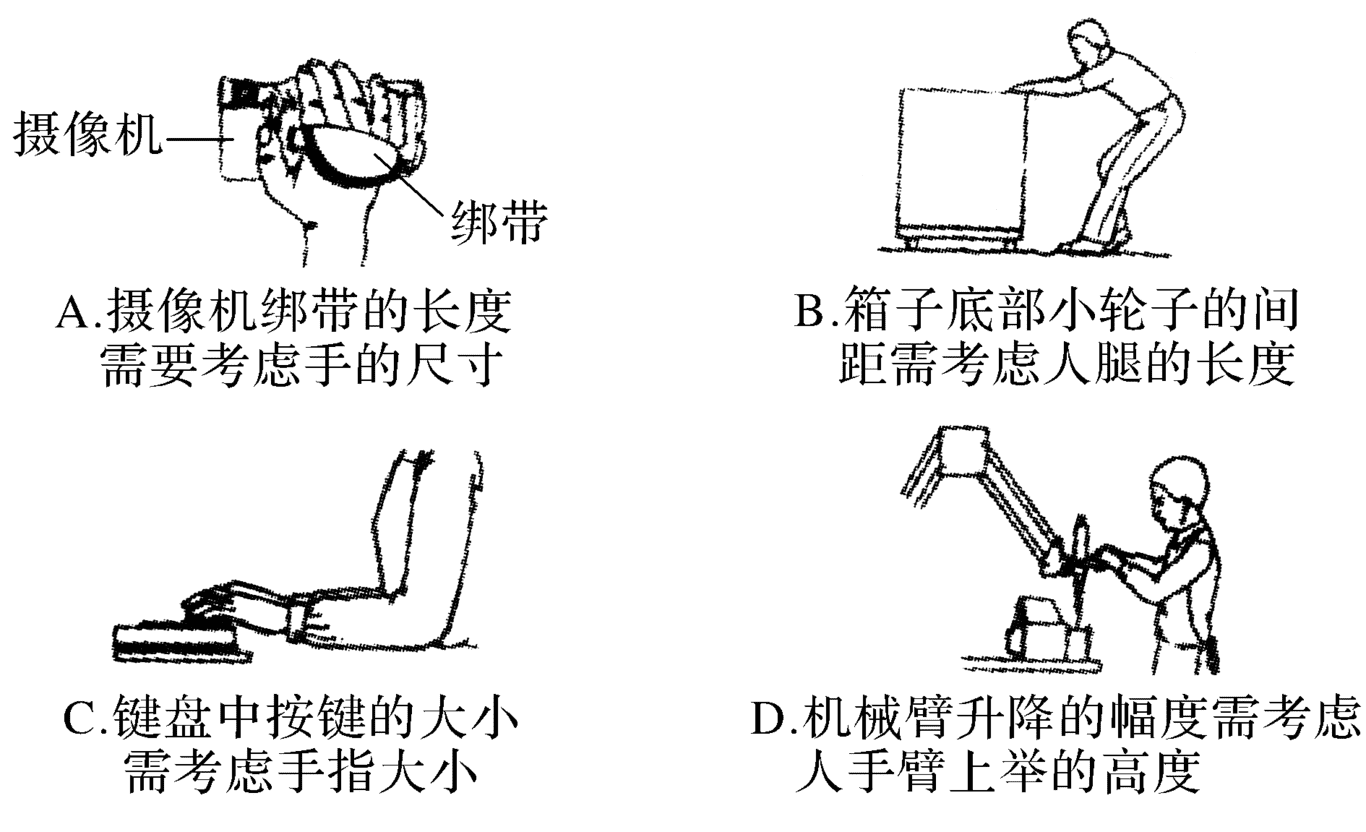 摄像机
绑带
A.摄像机绑带的长度
需要考虑手的尺寸
B.箱子底部小轮子的间
距需考虑人腿的长度
C.键盘中按键的大小
需考虑手指大小
D.机械臂升降的幅度需考虑
人手臂上举的高度